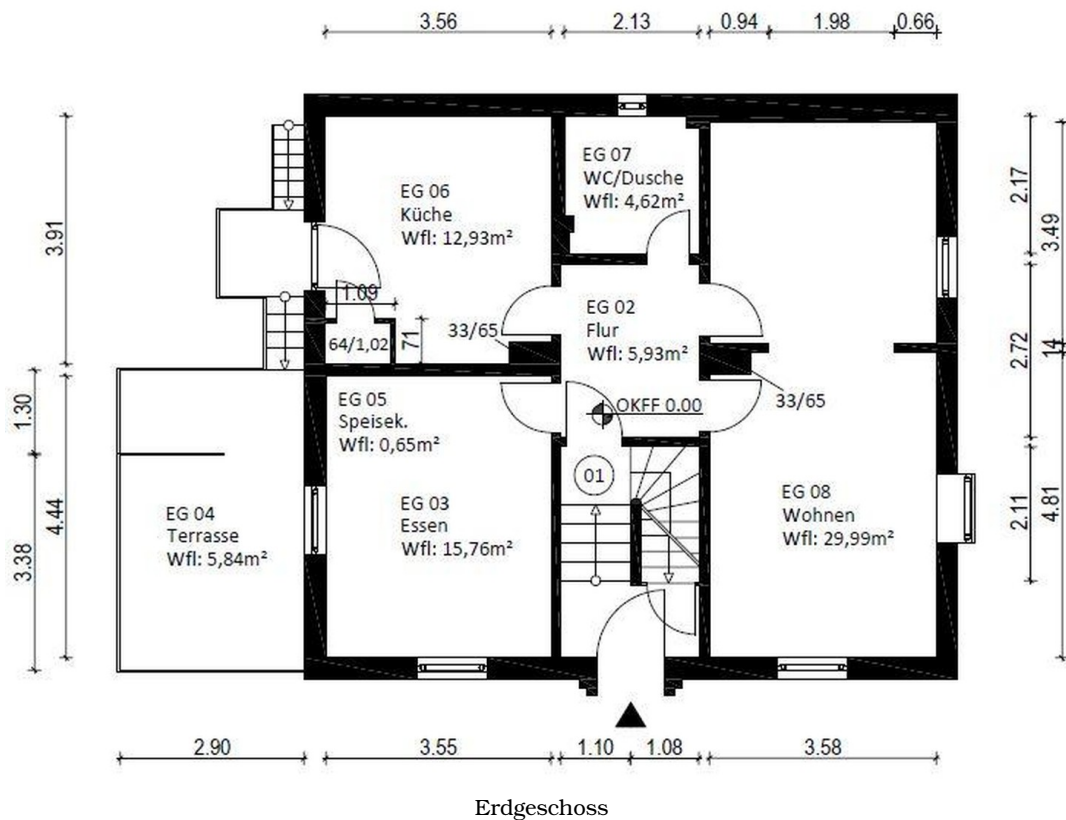 3.56
2.13
0.94
1.98
0.66
EG 07
WC/Dusche
Wfl: 4,62m²
EG 06
Küche
Wfl: 12,93m²
3.91
2.17
3.49
1.09
64/1,02
71
33/65
EG 02
Flur
Wfl: 5,93m²
2.72
14
33/65
OKFF 0.00
1.30
EG 05
Speisek.
Wfl: 0,65m²
01
EG 08
Wohnen
Wfl: 29,99m²
EG 03
Essen
Wfl: 15,76m²
EG 04
Terrasse
Wfl: 5,84m²
4.44
3.38
2.11
4.81
2.90
3.55
1.10
1.08
3.58
Erdgeschoss